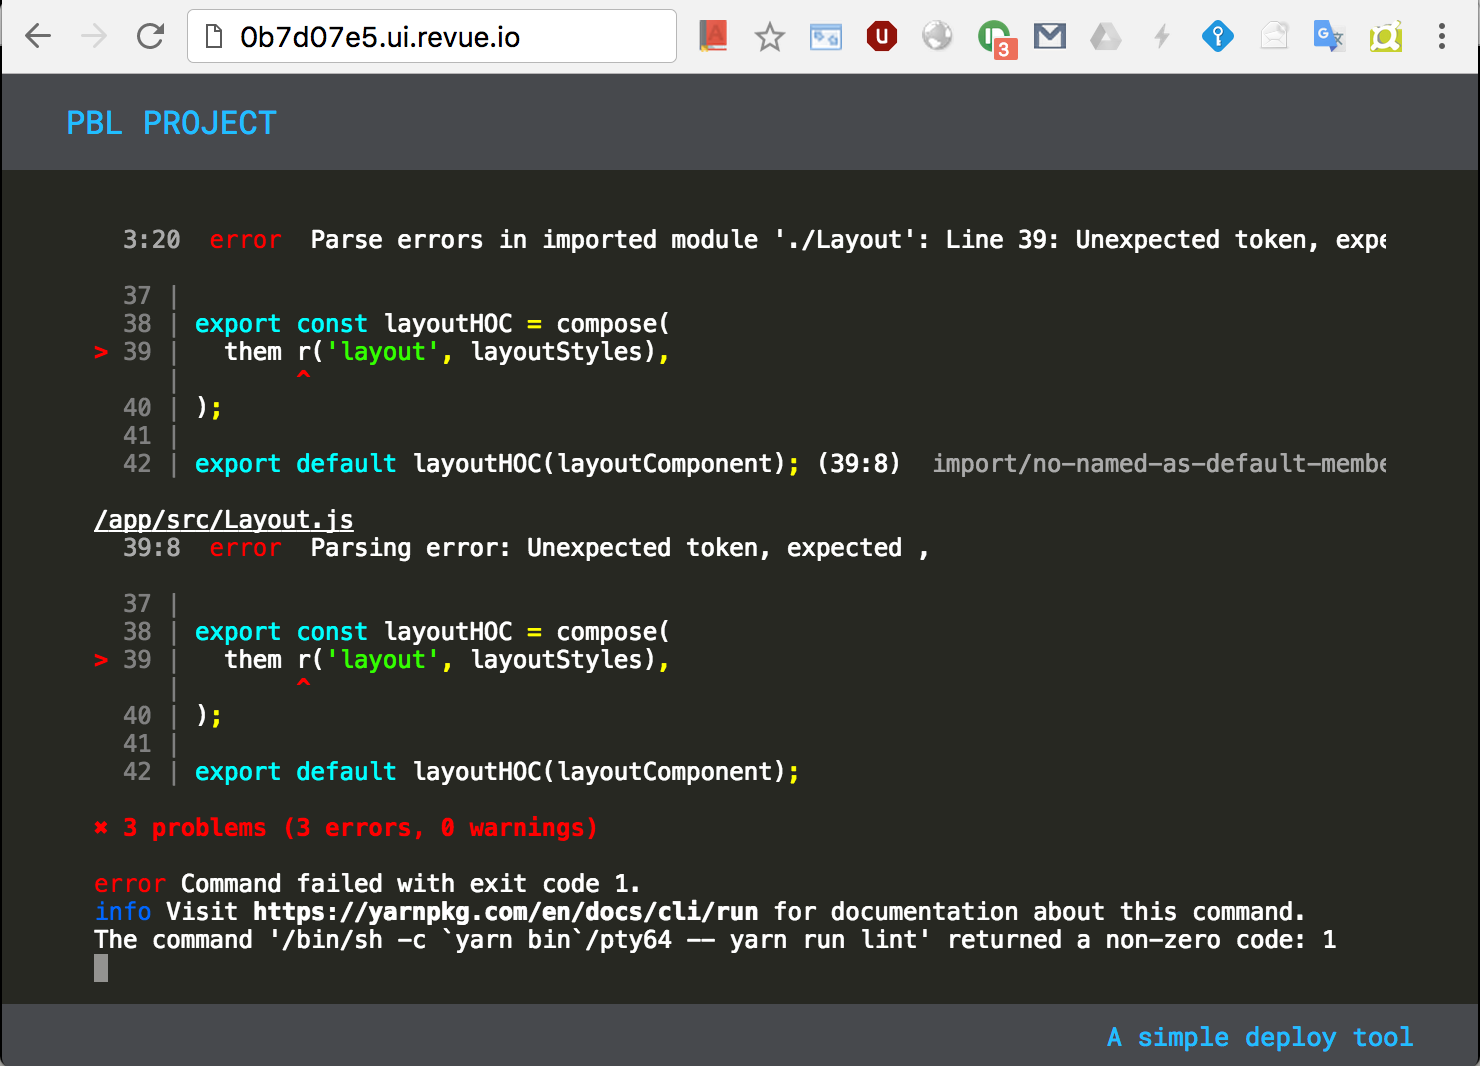 0b7d07e5.ui.revue.io
3
PBL PROJECT
3:20  error  Parse errors in imported module './Layout': Line 39: Unexpected token, expe
37 |
38 | export const layoutHOC = compose(
> 39 |   them r('layout', layoutStyles),
|        ^
40 | );
41 |
42 | export default layoutHOC(layoutComponent); (39:8)  import/no-named-as-default-membe
/app/src/Layout.js
39:8  error  Parsing error: Unexpected token, expected ,
37 |
38 | export const layoutHOC = compose(
> 39 |   them r('layout', layoutStyles),
|        ^
40 | );
41 |
42 | export default layoutHOC(layoutComponent);
✖ 3 problems (3 errors, 0 warnings)
error Command failed with exit code 1.
info Visit https://yarnpkg.com/en/docs/cli/run for documentation about this command.
The command '/bin/sh -c `yarn bin`/pty64 -- yarn run lint' returned a non-zero code: 1
A simple deploy tool